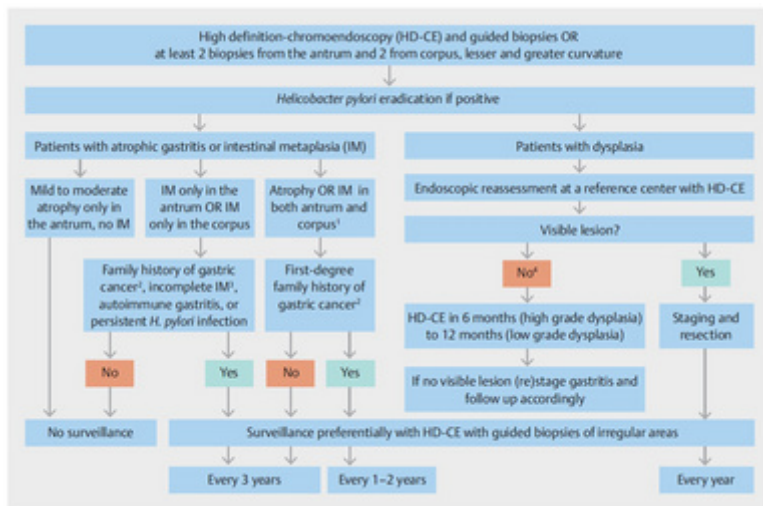 High definition-chromoendoscopy (HD-CE) and guided biopsies OR
at least 2 biopsies from the antrum and 2 from corpus, lesser and greater curvature
Helicobacter pylori eradication if positive
Patients with atrophic gastritis or intestinal metaplasia (IM)
Patients with dysplasia
Mild to moderate
atrophy only in
the antrum, no IM
IM only in the
antrum OR IM
only in the corpus
Atrophy OR IM in
both antrum and
corpus¹
Endoscopic reassessment at a reference center with HD-CE
Visible lesion?
Family history of gastric
cancer², incomplete IM³,
autoimmune gastritis, or
persistent H. pylori infection
First-degree
family history of
gastric cancer²
No⁴
Yes
HD-CE in 6 months (high grade dysplasia)
to 12 months (low grade dysplasia)
Staging and
resection
No
Yes
No
Yes
If no visible lesion (re)stage gastritis and
follow up accordingly
No surveillance
Surveillance preferentially with HD-CE with guided biopsies of irregular areas
Every 3 years
Every 1–2 years
Every year